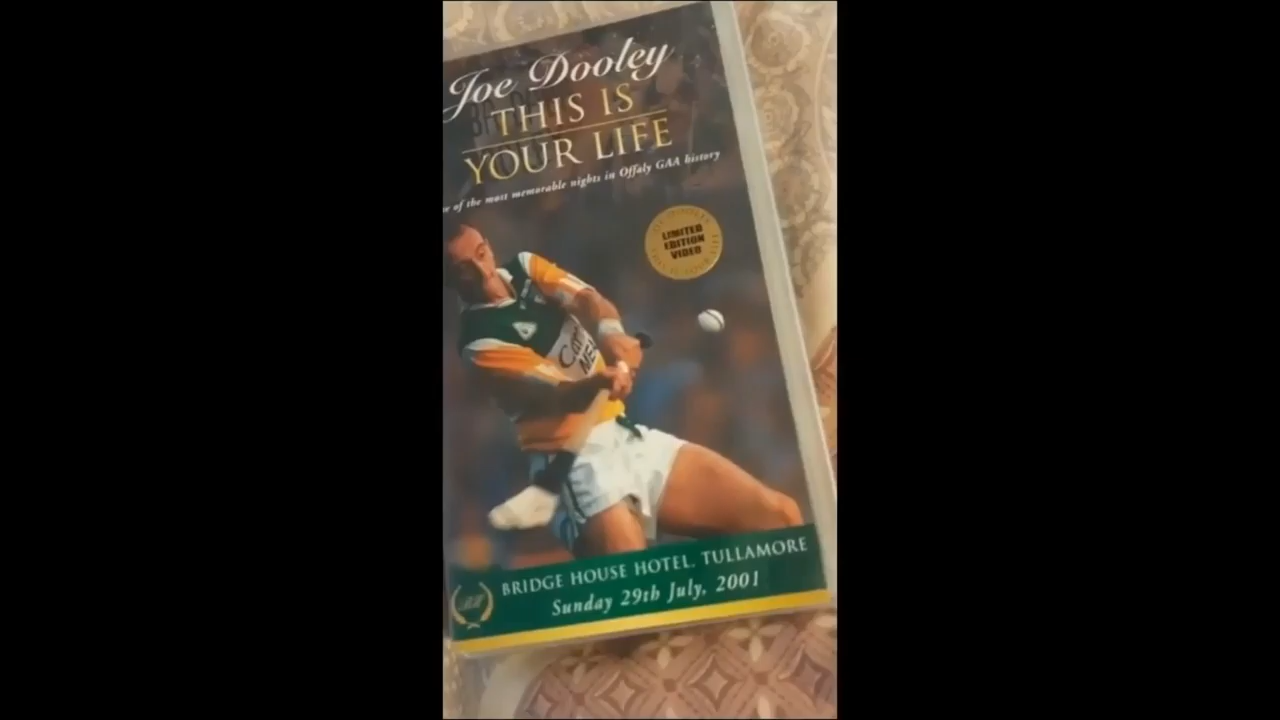 Joe Dooley
THIS IS
YOUR LIFE
of the most memorable nights in Offaly GAA history
LIMITED
EDITION
VIDEO
BRIDGE HOUSE HOTEL, TULLAMORE
Sunday 29th July, 2001